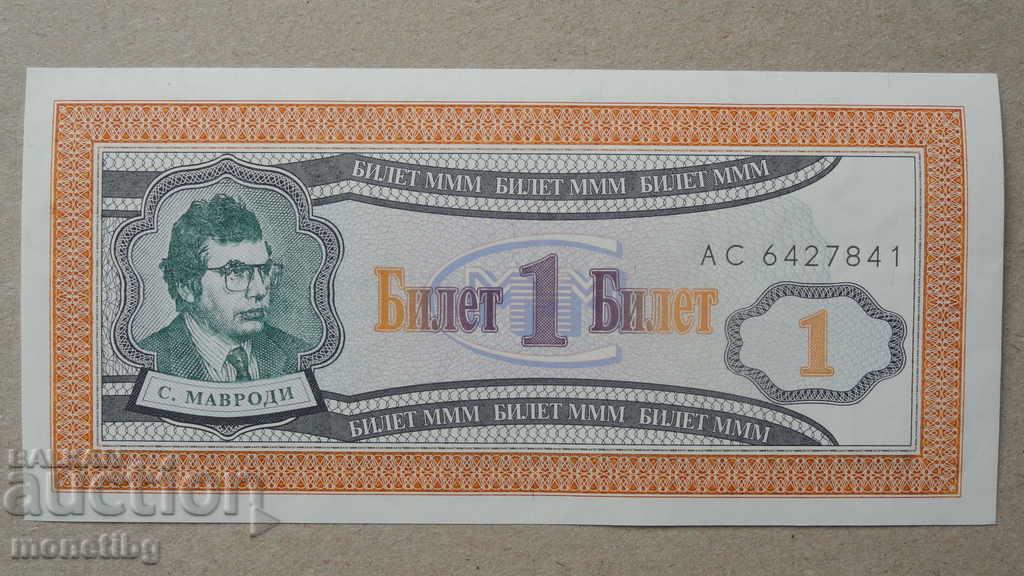 БИЛЕТ МММ БИЛЕТ МММ БИЛЕТ МММ
АС 6427841
МММ
Билет 1 Билет
1
С. МАВРОДИ
БИЛЕТ МММ БИЛЕТ МММ БИЛЕТ МММ
BALKAN
auction
monetibg